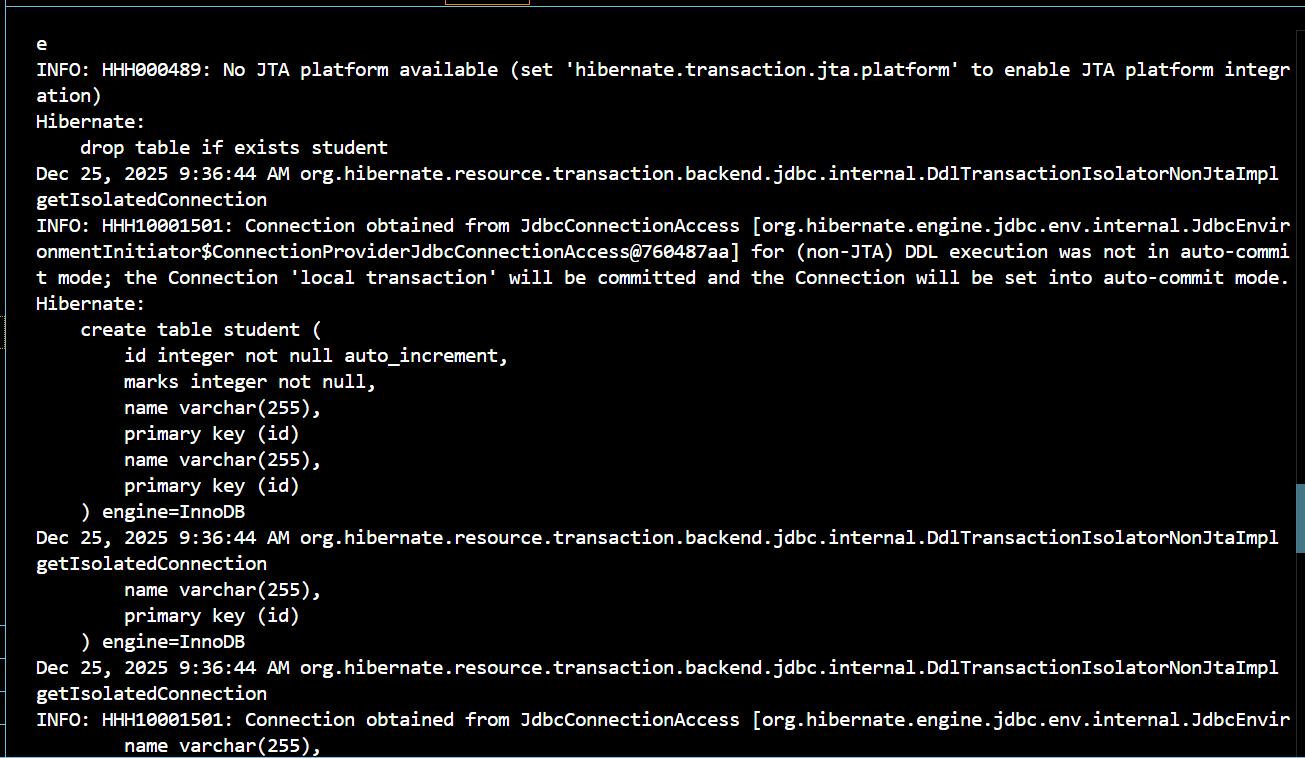 e
INFO: HHH000489: No JTA platform available (set 'hibernate.transaction.jta.platform' to enable JTA platform integr
ation)
Hibernate:
    drop table if exists student
Dec 25, 2025 9:36:44 AM org.hibernate.resource.transaction.backend.jdbc.internal.DdlTransactionIsolatorNonJtaImpl
getIsolatedConnection
INFO: HHH10001501: Connection obtained from JdbcConnectionAccess [org.hibernate.engine.jdbc.env.internal.JdbcEnvir
onmentInitiator$ConnectionProviderJdbcConnectionAccess@760487aa] for (non-JTA) DDL execution was not in auto-commi
t mode; the Connection 'local transaction' will be committed and the Connection will be set into auto-commit mode.
Hibernate:
    create table student (
        id integer not null auto_increment,
        marks integer not null,
        name varchar(255),
        primary key (id)
        name varchar(255),
        primary key (id)
    ) engine=InnoDB
Dec 25, 2025 9:36:44 AM org.hibernate.resource.transaction.backend.jdbc.internal.DdlTransactionIsolatorNonJtaImpl
getIsolatedConnection
        name varchar(255),
        primary key (id)
    ) engine=InnoDB
Dec 25, 2025 9:36:44 AM org.hibernate.resource.transaction.backend.jdbc.internal.DdlTransactionIsolatorNonJtaImpl
getIsolatedConnection
INFO: HHH10001501: Connection obtained from JdbcConnectionAccess [org.hibernate.engine.jdbc.env.internal.JdbcEnvir
        name varchar(255),